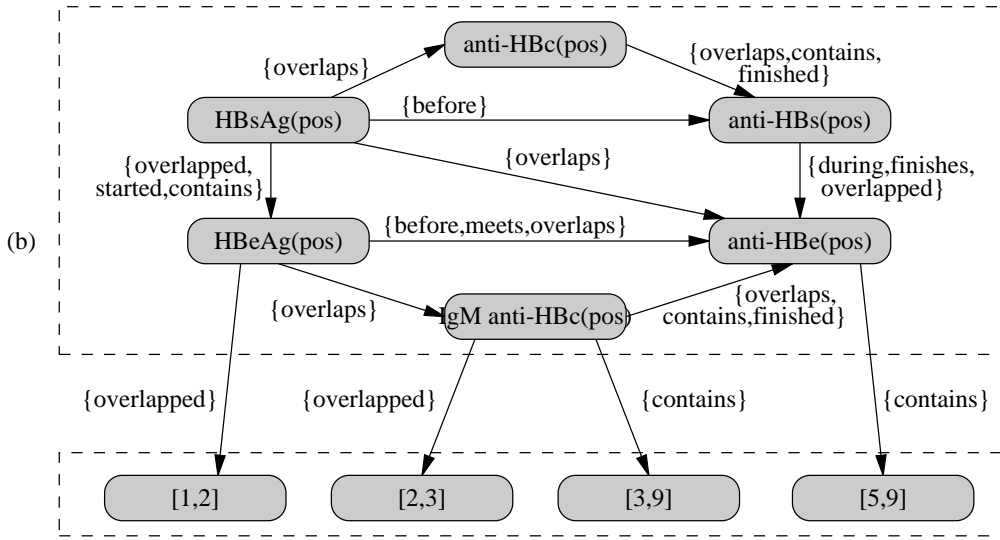 anti-HBc(pos)
{overlaps}
{overlaps,contains,
finished}
HBsAg(pos)
{before}
anti-HBs(pos)
{overlapped,
started,contains}
{overlaps}
{during,finishes,
overlapped}
(b)
HBeAg(pos)
{before,meets,overlaps}
anti-HBe(pos)
{overlaps}
IgM anti-HBc(pos)
{overlaps,
contains,finished}
{overlapped}
{overlapped}
{contains}
{contains}
[1,2]
[2,3]
[3,9]
[5,9]